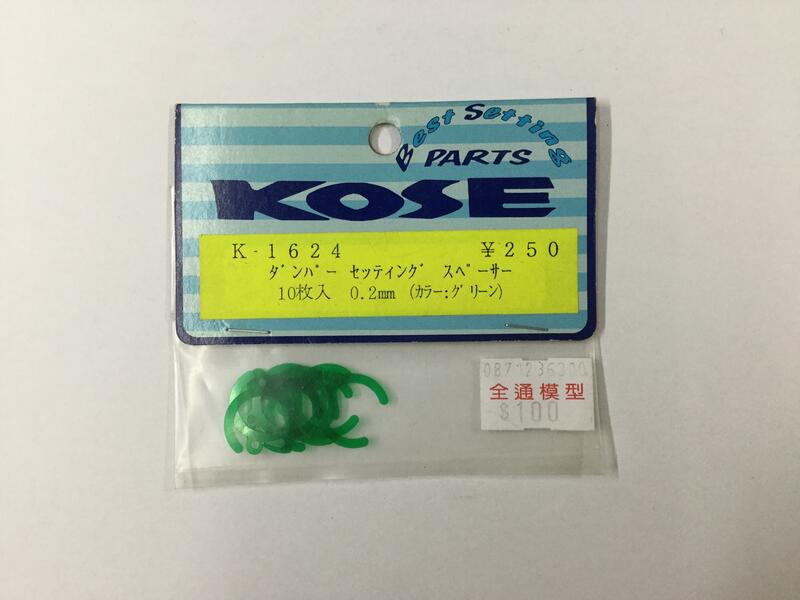 Best Setting
PARTS
KOSE
K-1624 ¥250
ﾀﾞﾝﾊﾟｰ ｾｯﾃｨﾝｸﾞ ｽﾍﾟｰｻｰ
10枚入 0.2mm (ｶﾗｰ:ｸﾞﾘｰﾝ)
全通模型
$100